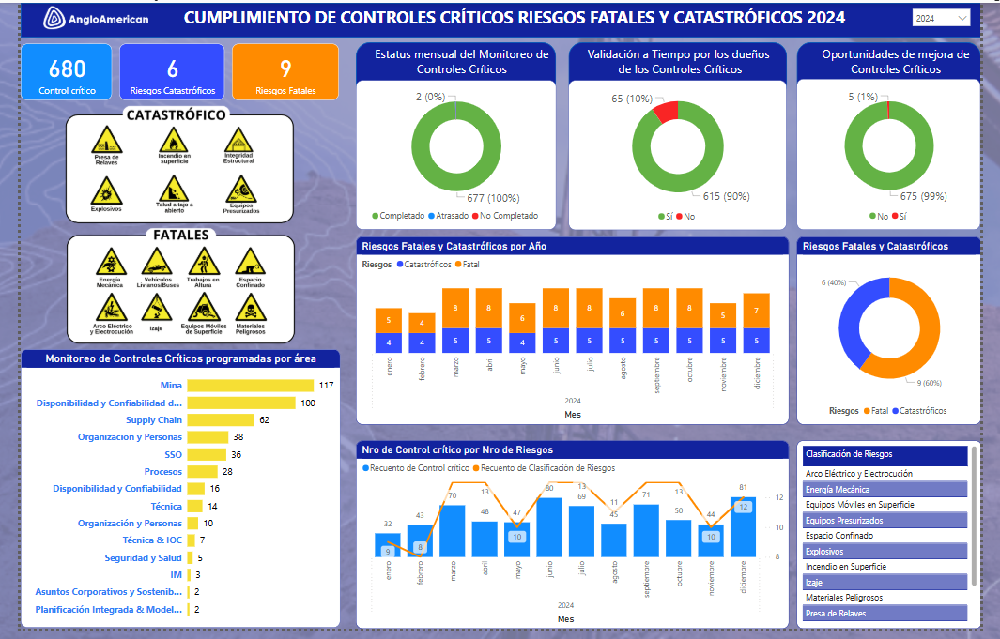 AngloAmerican
CUMPLIMIENTO DE CONTROLES CRÍTICOS RIESGOS FATALES Y CATASTRÓFICOS 2024
2024
680
Control crítico
6
Riesgos Catastróficos
9
Riesgos Fatales
CATASTRÓFICO
Presa de
Relaves
Incendio en
superficie
Integridad
Estructural
Explosivos
Talud a tajo a
abierto
Equipos
Presurizados
FATALES
Energía
Mecánica
Vehículos
Livianos/Buses
Trabajos en
Altura
Espacio
Confinado
Arco Eléctrico
y Electrocución
Izaje
Equipos Móviles
de Superficie
Materiales
Peligrosos
Monitoreo de Controles Críticos programadas por área
Mina 117
Disponibilidad y Confiabilidad d... 100
Supply Chain 62
Organizacion y Personas 38
SSO 36
Procesos 28
Disponibilidad y Confiabilidad 16
Técnica 14
Organización y Personas 10
Técnica & IOC 7
Seguridad y Salud 5
IM 3
Asuntos Corporativos y Sostenib... 2
Planificación Integrada & Model... 2
Estatus mensual del Monitoreo de
Controles Críticos
2 (0%)
677 (100%)
Completado Atrasado No Completado
Validación a Tiempo por los dueños
de los Controles Críticos
65 (10%)
615 (90%)
Sí No
Oportunidades de mejora de
Controles Críticos
5 (1%)
675 (99%)
No Sí
Riesgos Fatales y Catastróficos por Año
Riesgos Catastróficos Fatal
5 4 8 8 6 8 8 6 8 8 5 7
4 4 5 5 4 5 5 5 5 5 5 5
enero febrero marzo abril mayo junio julio agosto septiembre octubre noviembre diciembre
2024
Mes
Riesgos Fatales y Catastróficos
6 (40%)
9 (60%)
Riesgos Fatal Catastróficos
Nro de Control crítico por Nro de Riesgos
Recuento de Control crítico Recuento de Clasificación de Riesgos
32 43 70 48 47 80 69 45 71 50 44 81
9 8 13 10 13 11 13 10 12
12
10
8
enero febrero marzo abril mayo junio julio agosto septiembre octubre noviembre diciembre
2024
Mes
Clasificación de Riesgos
Arco Eléctrico y Electrocución
Energía Mecánica
Equipos Móviles en Superficie
Equipos Presurizados
Espacio Confinado
Explosivos
Incendio en Superficie
Izaje
Materiales Peligrosos
Presa de Relaves